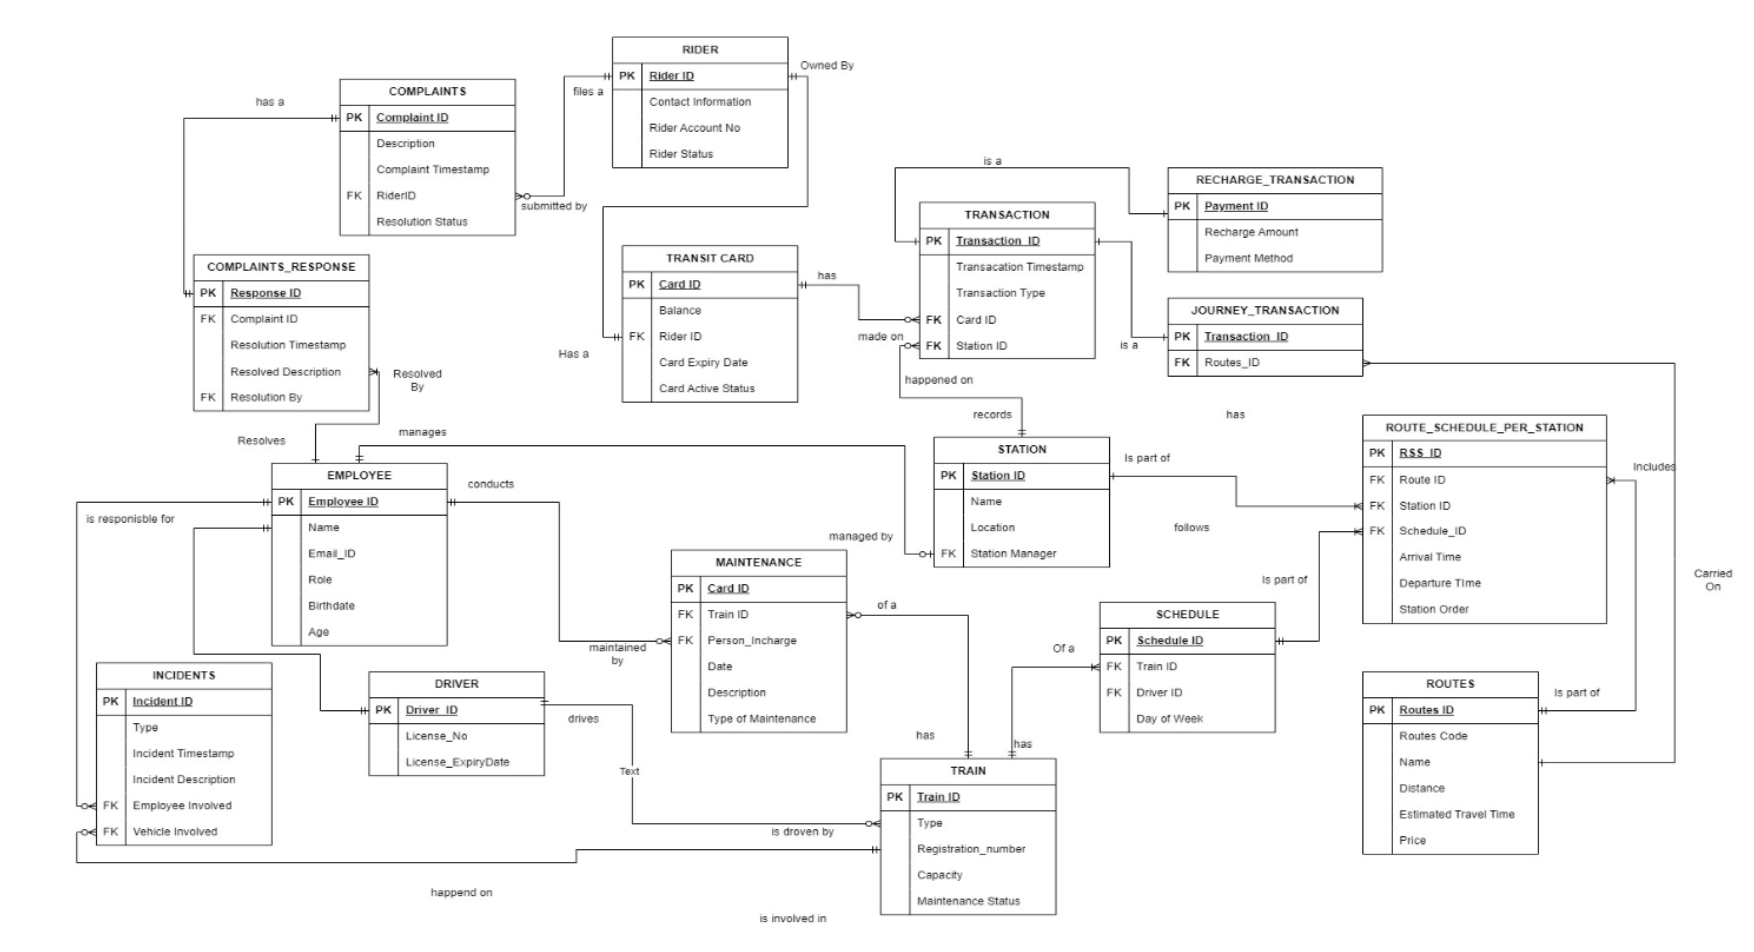 RIDER
PK Rider ID
Contact Information
Rider Account No
Rider Status
Owned By
files a
submitted by
has a
COMPLAINTS
PK Complaint ID
Description
Complaint Timestamp
FK RiderID
Resolution Status
COMPLAINTS_RESPONSE
PK Response ID
FK Complaint ID
Resolution Timestamp
Resolved Description
FK Resolution By
Resolved
By
Resolves
TRANSIT CARD
PK Card ID
Balance
FK Rider ID
Card Expiry Date
Card Active Status
Has a
has
made on
is a
TRANSACTION
PK Transaction_ID
Transacation Timestamp
Transaction Type
FK Card ID
FK Station ID
happened on
records
is a
RECHARGE_TRANSACTION
PK Payment ID
Recharge Amount
Payment Method
JOURNEY_TRANSACTION
PK Transaction_ID
FK Routes_ID
has
manages
EMPLOYEE
PK Employee ID
Name
Email_ID
Role
Birthdate
Age
is responisble for
conducts
maintained
by
managed by
STATION
PK Station ID
Name
Location
FK Station Manager
Is part of
follows
ROUTE_SCHEDULE_PER_STATION
PK RSS_ID
FK Route ID
FK Station ID
FK Schedule_ID
Arrival Time
Departure TIme
Station Order
Includes
Carried
On
Is part of
MAINTENANCE
PK Card ID
FK Train ID
FK Person_Incharge
Date
Description
Type of Maintenance
of a
SCHEDULE
PK Schedule ID
FK Train ID
FK Driver ID
Day of Week
Of a
has
has
INCIDENTS
PK Incident ID
Type
Incident Timestamp
Incident Description
FK Employee Involved
FK Vehicle Involved
DRIVER
PK Driver_ID
License_No
License_ExpiryDate
drives
Text
is droven by
TRAIN
PK Train ID
Type
Registration_number
Capacity
Maintenance Status
ROUTES
PK Routes ID
Routes Code
Name
Distance
Estimated Travel Time
Price
Is part of
happend on
is involved in